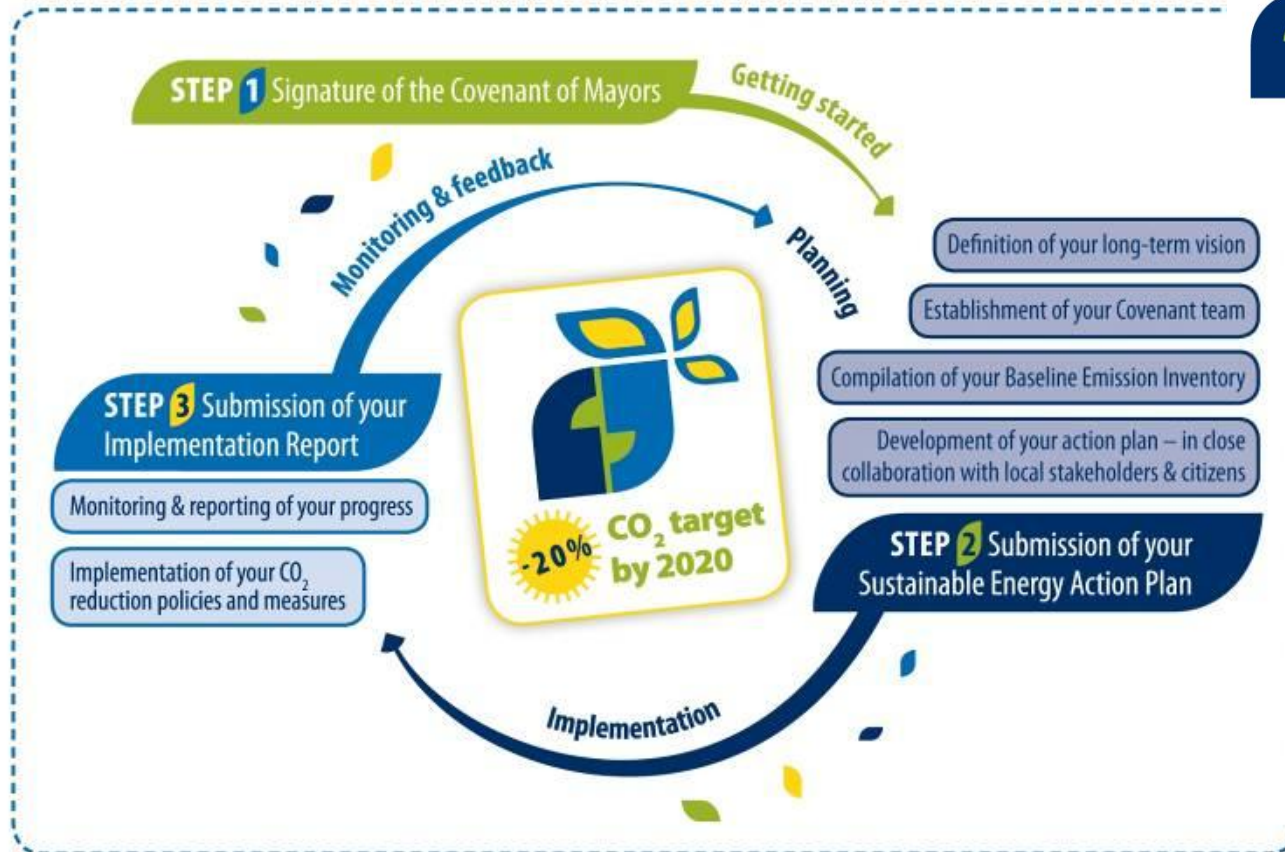 STEP 1 Signature of the Covenant of Mayors
Getting started
Monitoring & feedback
Planning
Definition of your long-term vision
Establishment of your Covenant team
Compilation of your Baseline Emission Inventory
Development of your action plan – in close
collaboration with local stakeholders & citizens
STEP 2 Submission of your
Sustainable Energy Action Plan
Implementation
STEP 3 Submission of your
Implementation Report
Monitoring & reporting of your progress
Implementation of your CO₂
reduction policies and measures
-20%
CO₂ target
by 2020